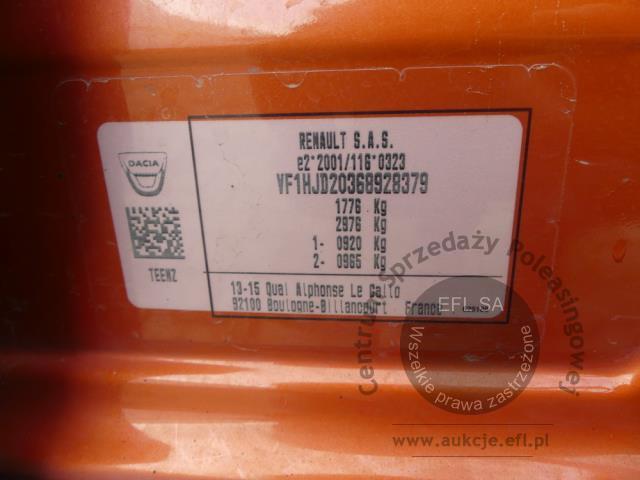 RENAULT S.A.S.
e2*2001/116*0323
VF1HJD20368928379
1776 Kg
2976 Kg
1- 0920 Kg
2- 0965 Kg
DACIA
TEENZ
13-15 Quai Alphonse Le Gallo
92100 Boulogne-Billancourt France
Centrum sprzedaży poleasingowej
EFL SA
Wszelkie prawa zastrzeżone
www.aukcje.efl.pl